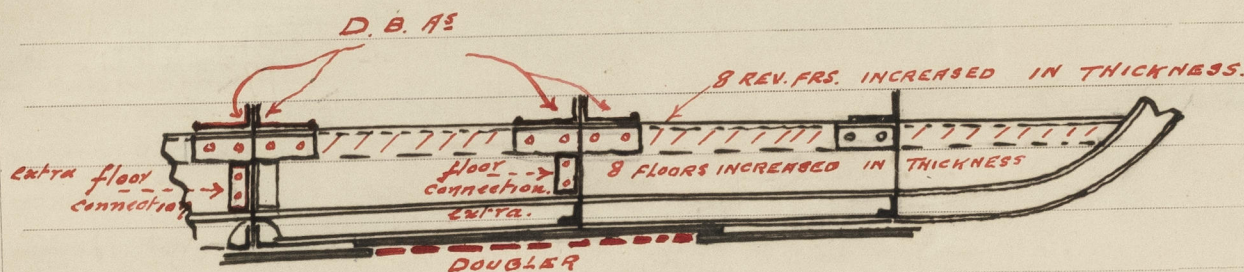 D. B. As
8 REV. FRS. INCREASED IN THICKNESS.
8 FLOORS INCREASED IN THICKNESS
extra floor
connection
floor
connection.
extra.
DOUBLER